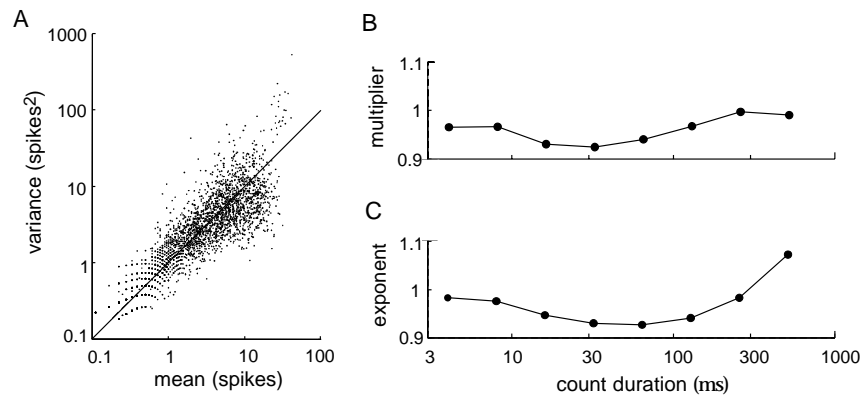 A
1000
100
10
1
0.1
variance (spikes²)
0.1 1 10 100
mean (spikes)
B
1.1
1
0.9
multiplier
C
1.1
1
0.9
exponent
3 10 30 100 300 1000
count duration (ms)